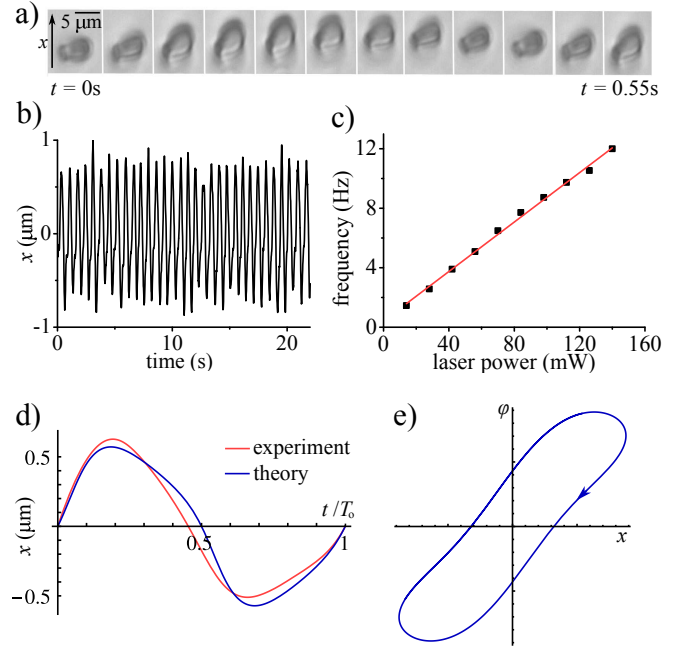 a)
5 μm
x
t = 0s
t = 0.55s
b)
1
0
-1
x (μm)
0
10
20
time (s)
c)
12
8
4
0
frequency (Hz)
0
40
80
120
160
laser power (mW)
d)
experiment
theory
0.5
−0.5
x (μm)
t /T₀
0.5
1
e)
φ
x